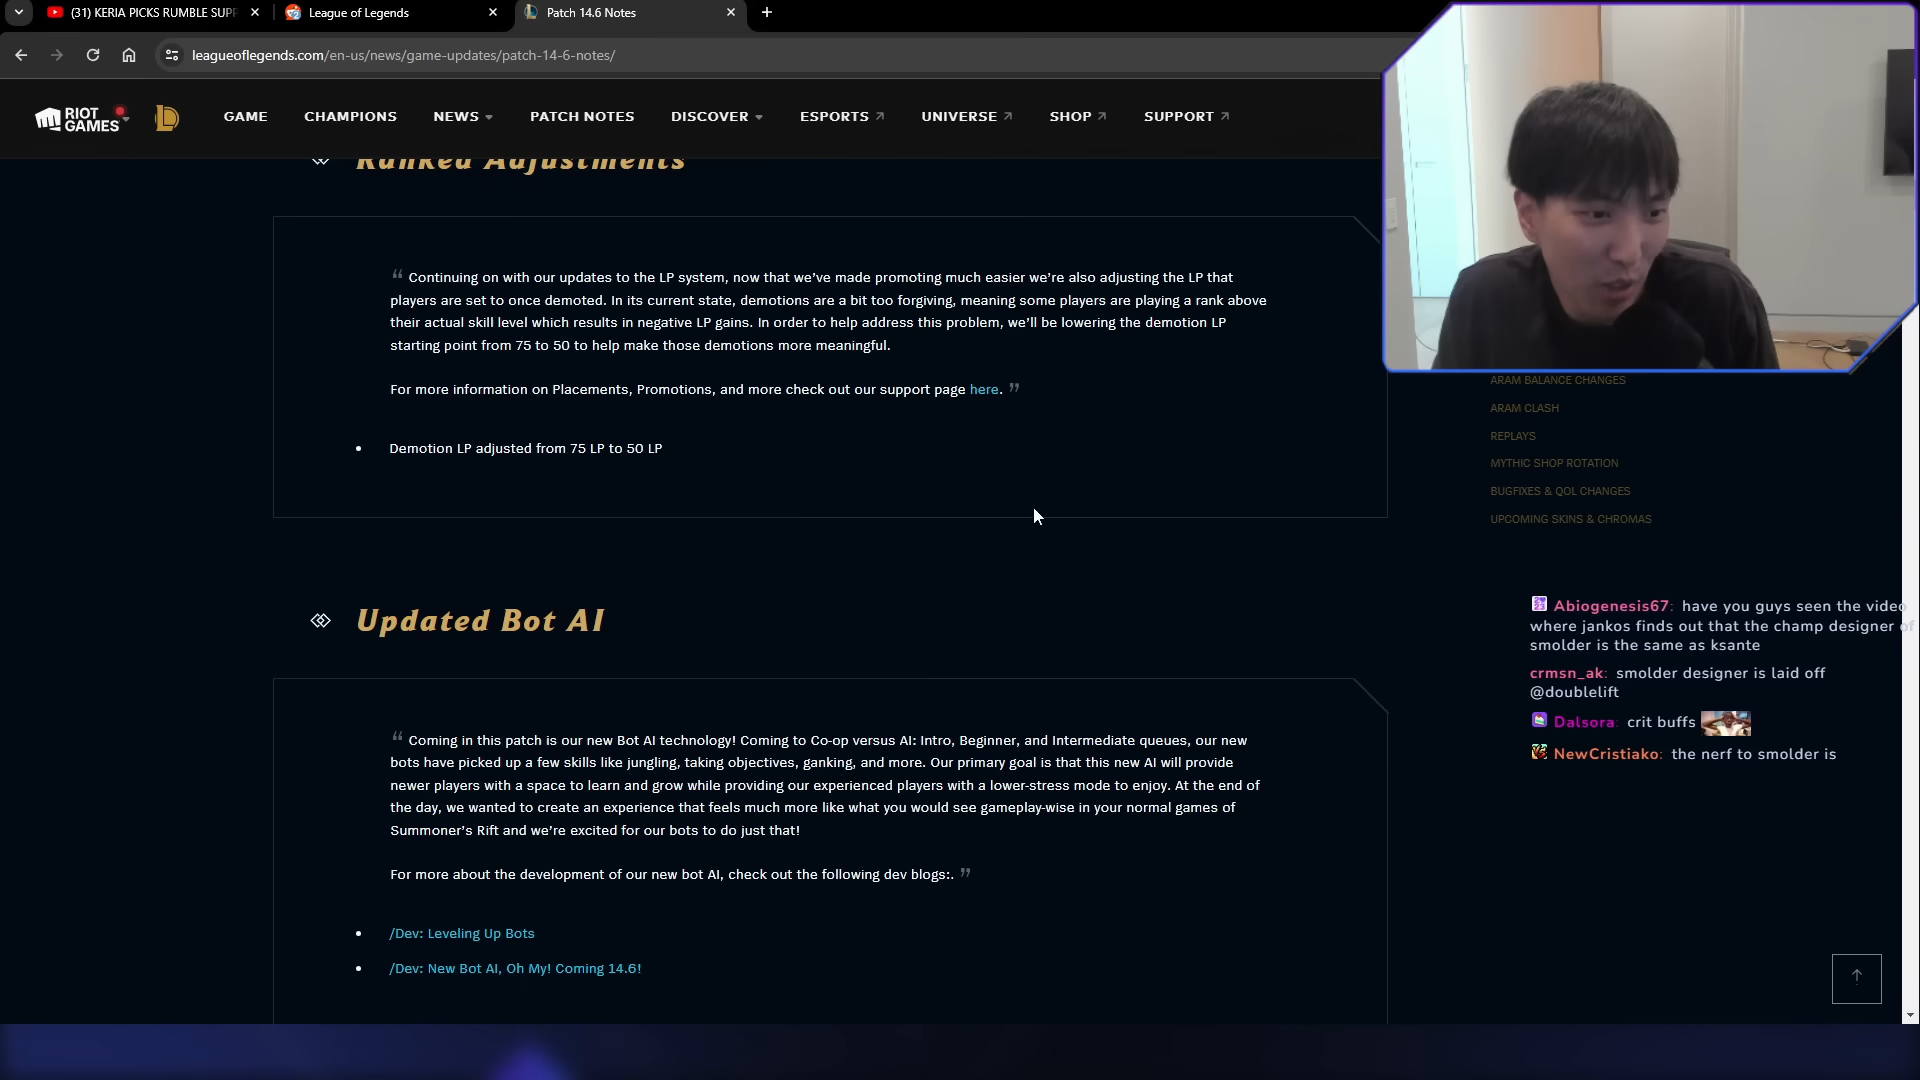 (31) KERIA PICKS RUMBLE SUPP
League of Legends
Patch 14.6 Notes
leagueoflegends.com/en-us/news/game-updates/patch-14-6-notes/
RIOT GAMES
GAME
CHAMPIONS
NEWS
PATCH NOTES
DISCOVER
ESPORTS
UNIVERSE
SHOP
SUPPORT
Ranked Adjustments
“ Continuing on with our updates to the LP system, now that we’ve made promoting much easier we’re also adjusting the LP that
players are set to once demoted. In its current state, demotions are a bit too forgiving, meaning some players are playing a rank above
their actual skill level which results in negative LP gains. In order to help address this problem, we’ll be lowering the demotion LP
starting point from 75 to 50 to help make those demotions more meaningful.
For more information on Placements, Promotions, and more check out our support page here. ”
• Demotion LP adjusted from 75 LP to 50 LP
Updated Bot AI
“ Coming in this patch is our new Bot AI technology! Coming to Co-op versus AI: Intro, Beginner, and Intermediate queues, our new
bots have picked up a few skills like jungling, taking objectives, ganking, and more. Our primary goal is that this new AI will provide
newer players with a space to learn and grow while providing our experienced players with a lower-stress mode to enjoy. At the end of
the day, we wanted to create an experience that feels much more like what you would see gameplay-wise in your normal games of
Summoner’s Rift and we’re excited for our bots to do just that!
For more about the development of our new bot AI, check out the following dev blogs:. ”
• /Dev: Leveling Up Bots
• /Dev: New Bot AI, Oh My! Coming 14.6!
ARAM BALANCE CHANGES
ARAM CLASH
REPLAYS
MYTHIC SHOP ROTATION
BUGFIXES & QOL CHANGES
UPCOMING SKINS & CHROMAS
Abiogenesis67: have you guys seen the video
where jankos finds out that the champ designer of
smolder is the same as ksante
crmsn_ak: smolder designer is laid off
@doublelift
Dalsora: crit buffs
NewCristiako: the nerf to smolder is